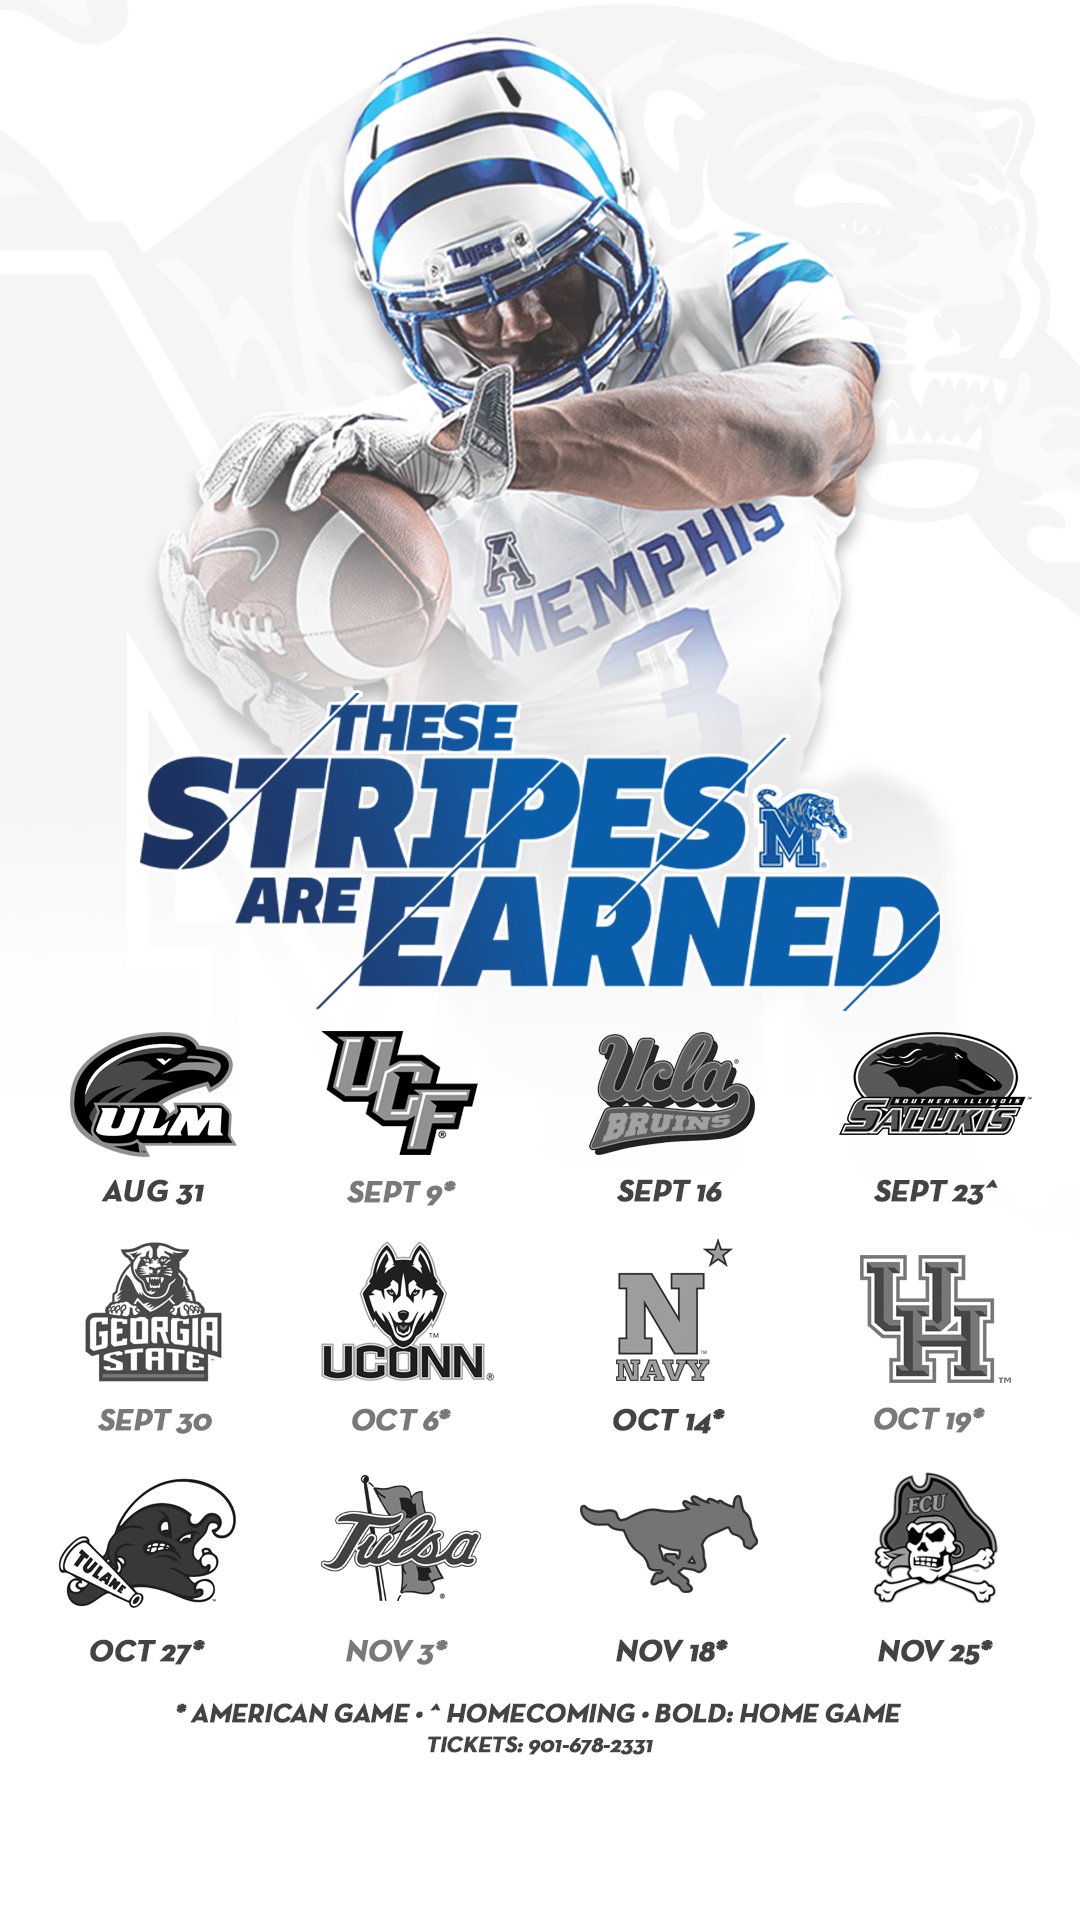 Tigers
MEMPHIS
3
THESE
STRIPES
M
ARE EARNED
ULM
UCF
Ucla
BRUINS
SOUTHERN ILLINOIS
SALUKIS
AUG 31
SEPT 9*
SEPT 16
SEPT 23^
GEORGIA
STATE
UCONN
N
NAVY
UH
SEPT 30
OCT 6*
OCT 14*
OCT 19*
TULANE
Tulsa
ECU
OCT 27*
NOV 3*
NOV 18*
NOV 25*
* AMERICAN GAME • ^ HOMECOMING • BOLD: HOME GAME
TICKETS: 901-678-2331